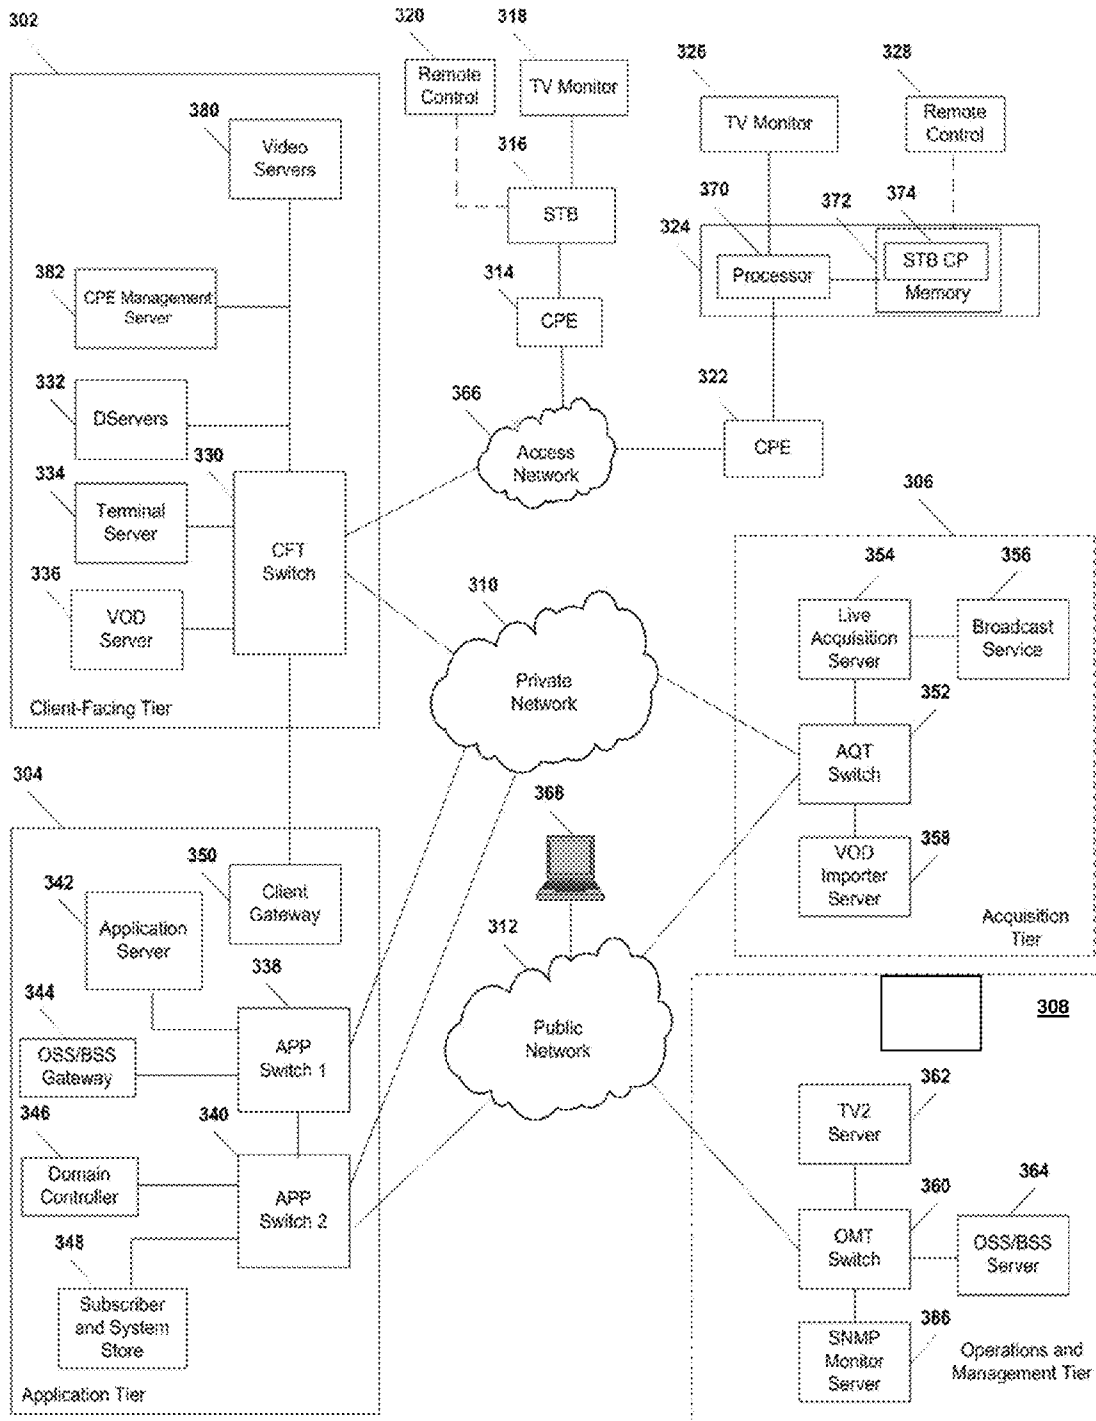 302
320
318
326
328
Remote
Control
TV Monitor
TV Monitor
Remote
Control
380
Video
Servers
316
STB
370
372
374
324
Processor
STB CP
Memory
382
CPE Management
Server
314
CPE
332
DServers
366
Access
Network
322
CPE
330
334
Terminal
Server
CFT
Switch
306
336
VOD
Server
310
Private
Network
354
356
Live
Acquisition
Server
Broadcast
Service
Client-Facing Tier
352
AQT
Switch
304
368
350
Client
Gateway
342
Application
Server
358
VOD
Importer
Server
Acquisition
Tier
312
Public
Network
338
344
OSS/BSS
Gateway
APP
Switch 1
308
362
TV2
Server
346
340
Domain
Controller
APP
Switch 2
360
364
OMT
Switch
OSS/BSS
Server
348
Subscriber
and System
Store
386
SNMP
Monitor
Server
Operations and
Management Tier
Application Tier